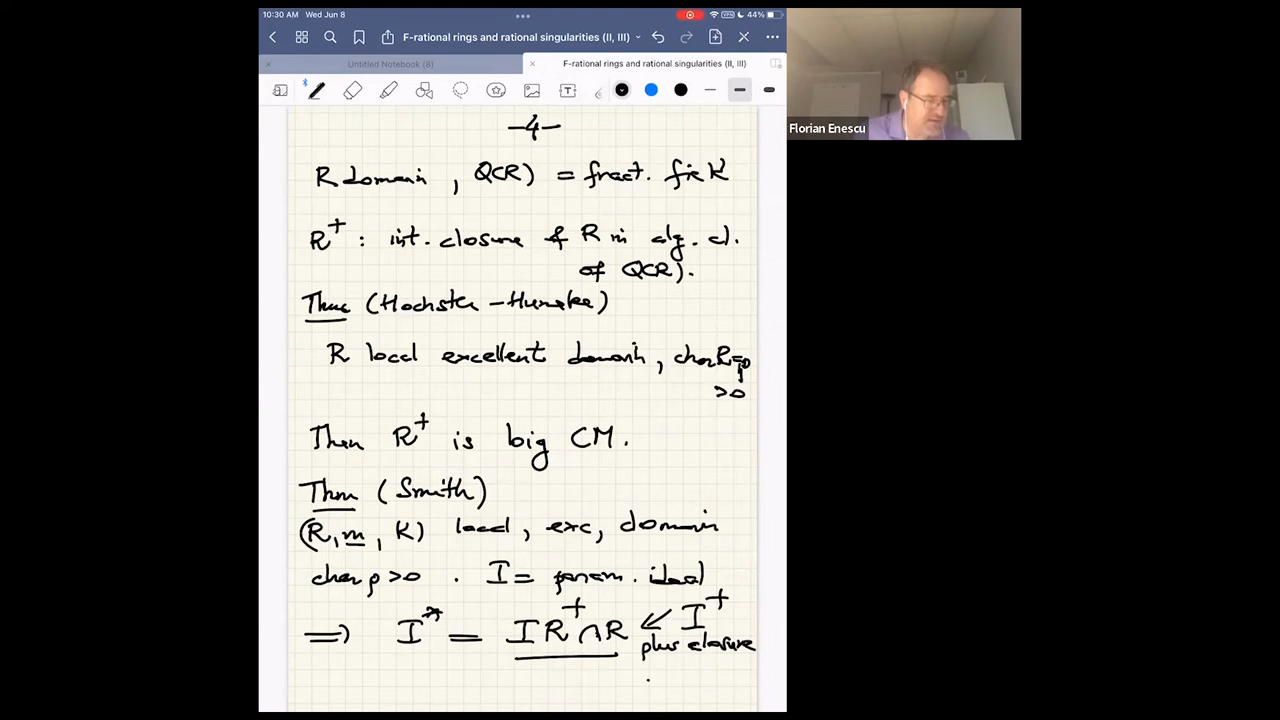 10:30 AM Wed Jun 8
VPN 44%
F-rational rings and rational singularities (II, III)
Untitled Notebook (8)
F-rational rings and rational singularities (II, III)
Florian Enescu
-4-
R domain, Q(R) = fract. field
R⁺ : int. closure of R in alg. cl.
of Q(R).
Thm (Hochster-Huneke)
R local excellent domain, char R = p
>0
Then R⁺ is big CM.
Thm (Smith)
(R, m, K) local, exc, domain
char p>0 . I = param. ideal
⟹ I* = IR⁺∩R ↙ I⁺
plus closure